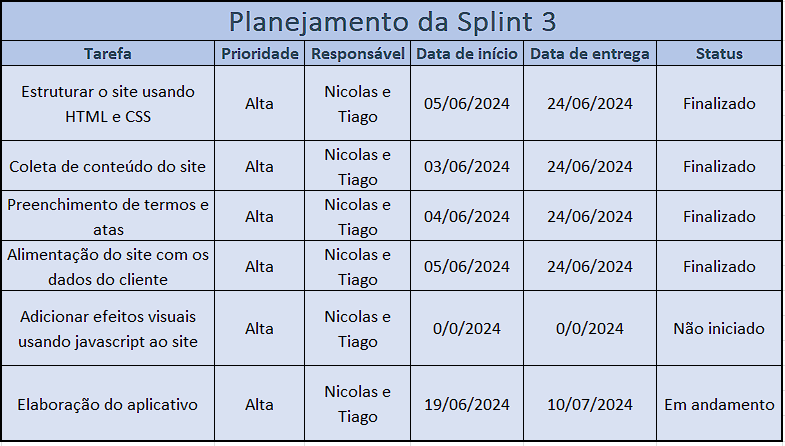 Planejamento da Splint 3
Tarefa Prioridade Responsável Data de início Data de entrega Status
Estruturar o site usando
HTML e CSS
Alta
Nicolas e
Tiago
05/06/2024
24/06/2024
Finalizado
Coleta de conteúdo do site
Alta
Nicolas e
Tiago
03/06/2024
24/06/2024
Finalizado
Preenchimento de termos e
atas
Alta
Nicolas e
Tiago
04/06/2024
24/06/2024
Finalizado
Alimentação do site com os
dados do cliente
Alta
Nicolas e
Tiago
05/06/2024
24/06/2024
Finalizado
Adicionar efeitos visuais
usando javascript ao site
Alta
Nicolas e
Tiago
0/0/2024
0/0/2024
Não iniciado
Elaboração do aplicativo
Alta
Nicolas e
Tiago
19/06/2024
10/07/2024
Em andamento